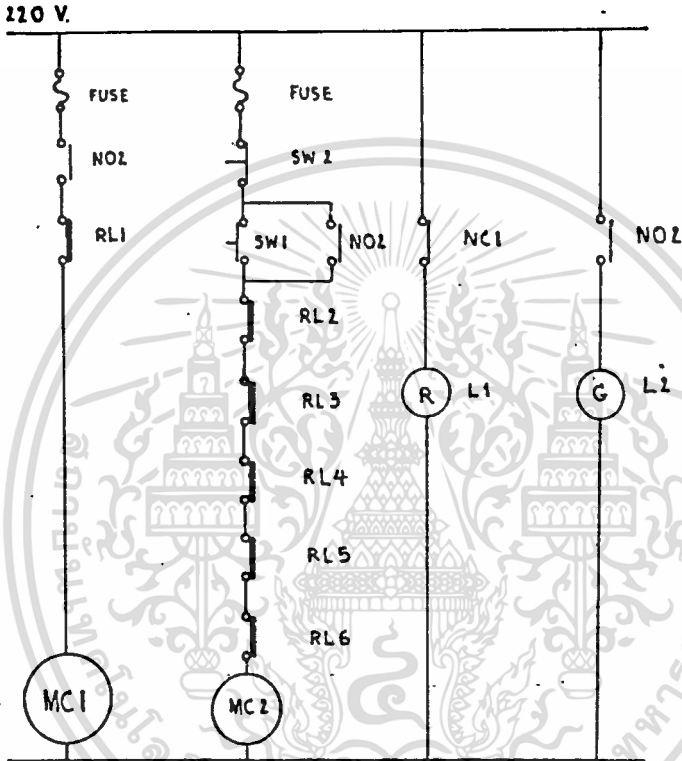 220 V.
FUSE
FUSE
NO2
SW 2
RL1
SW1
NO2
NC1
NO2
RL2
RL3
R
L1
G
L2
RL4
RL5
RL6
MC1
MC2